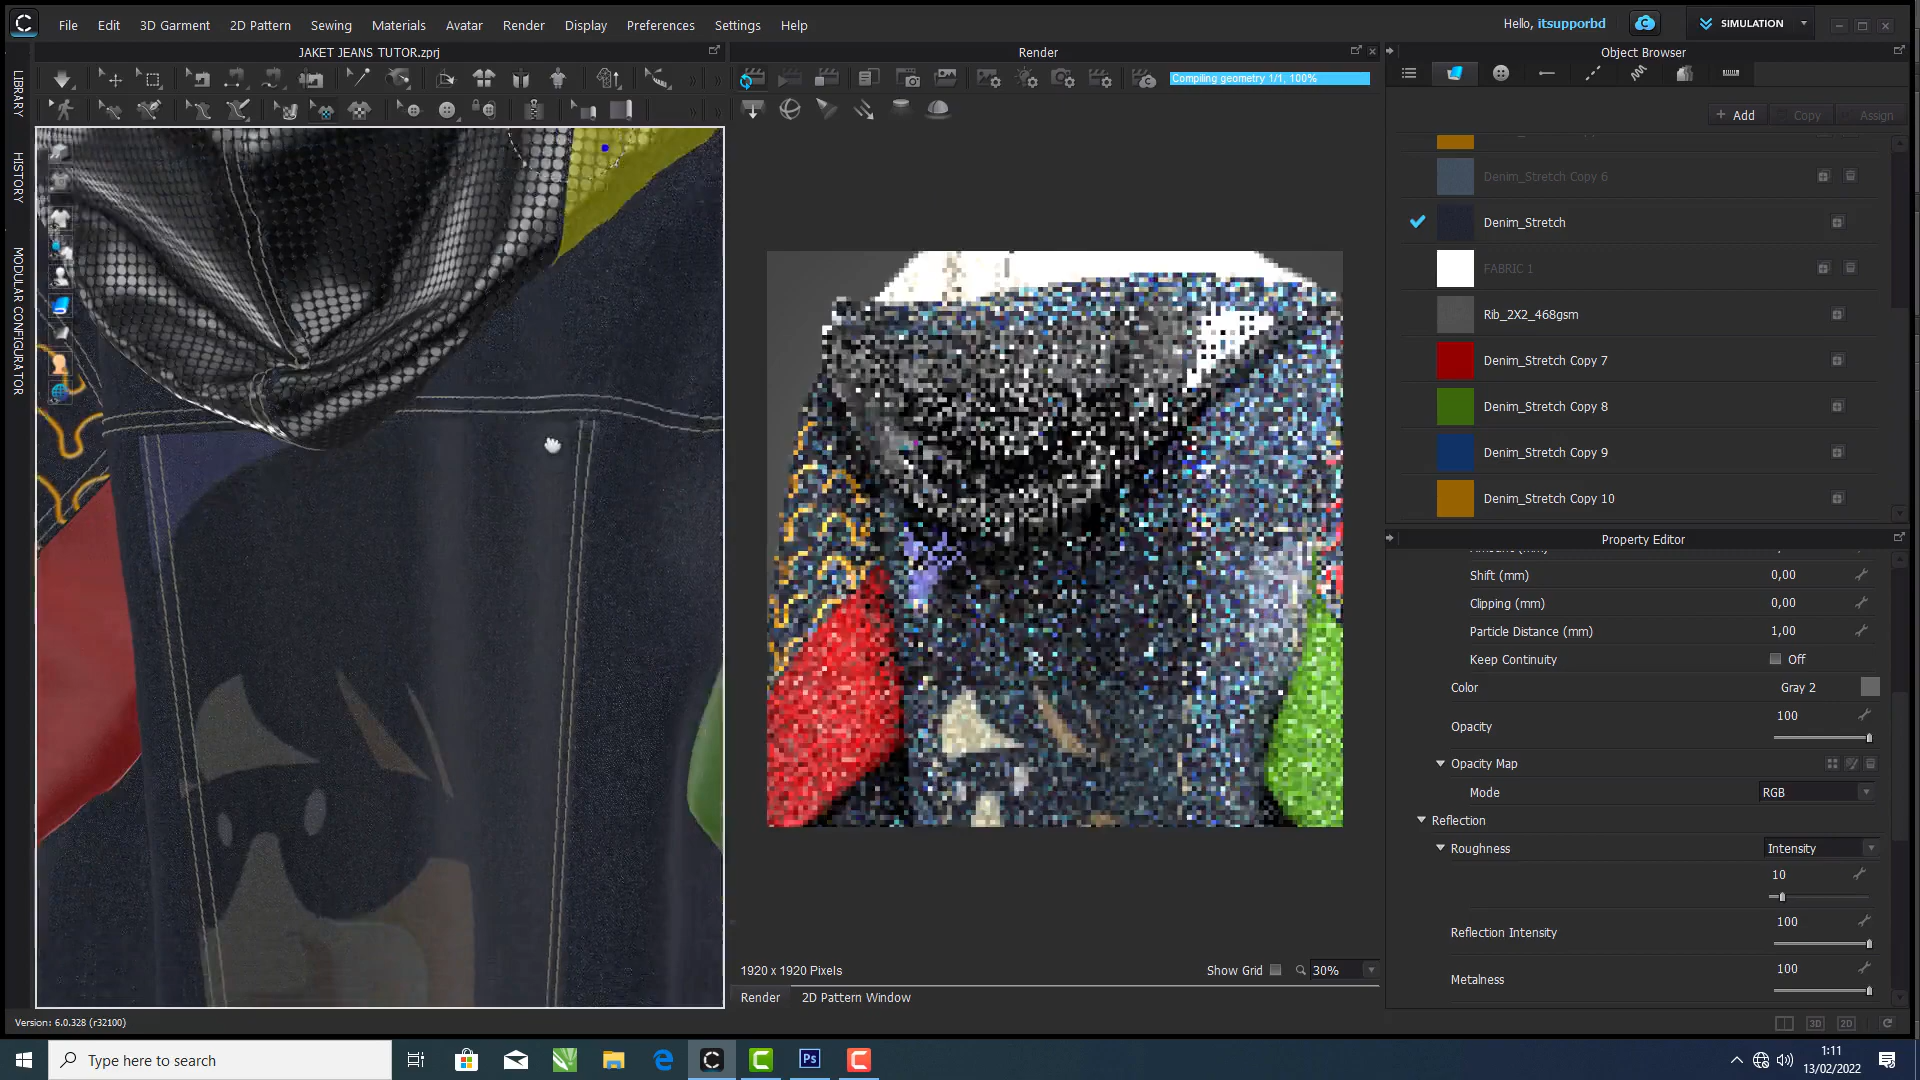 File Edit 3D Garment 2D Pattern Sewing Materials Avatar Render Display Preferences Settings Help
Hello, itsupporbd
SIMULATION
JAKET JEANS TUTOR.zprj
Render
Object Browser
Compiling geometry 1/1, 100%
LIBRARY
HISTORY
MODULAR CONFIGURATOR
+ Add Copy Assign
Denim_Stretch Copy 6
Denim_Stretch
FABRIC 1
Rib_2X2_468gsm
Denim_Stretch Copy 7
Denim_Stretch Copy 8
Denim_Stretch Copy 9
Denim_Stretch Copy 10
Property Editor
Shift (mm) 0,00
Clipping (mm) 0,00
Particle Distance (mm) 1,00
Keep Continuity Off
Color Gray 2
Opacity 100
Opacity Map
Mode RGB
Reflection
Roughness Intensity
10
Reflection Intensity 100
Metalness 100
1920 x 1920 Pixels
Show Grid 30%
Render 2D Pattern Window
Version: 6.0.328 (r32100)
3D 2D
Type here to search
Ps
1:11
13/02/2022